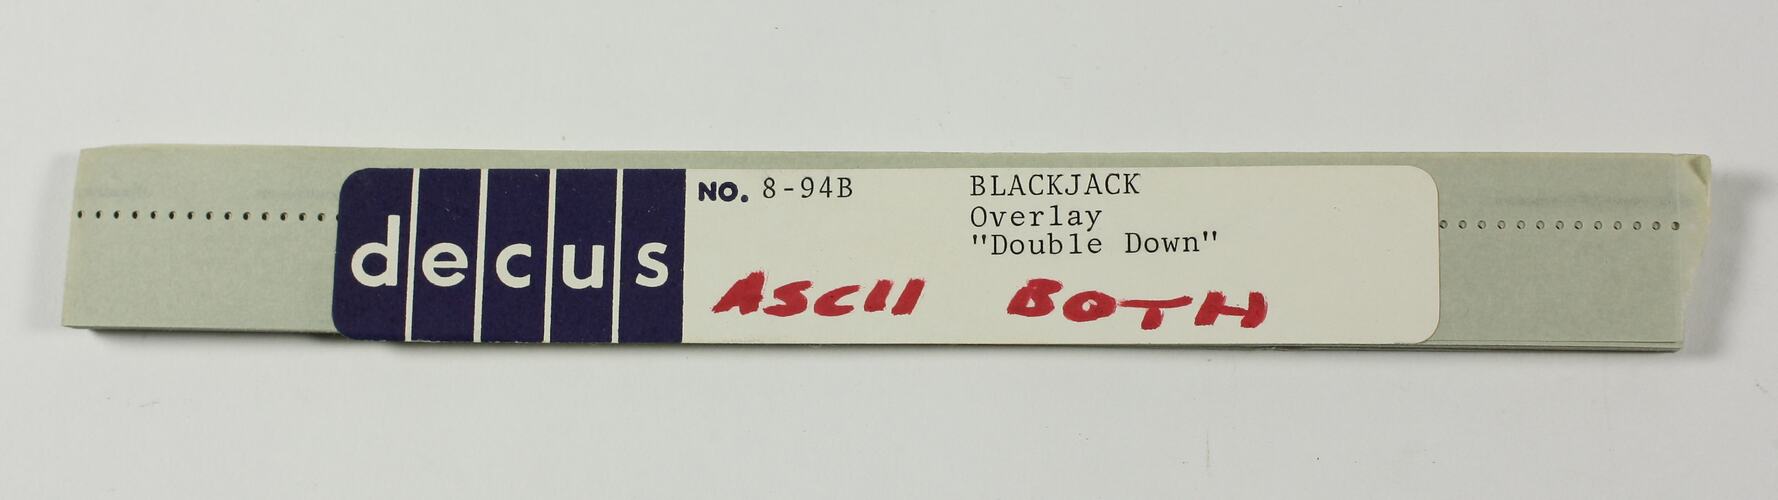 decus
NO. 8-94B
BLACKJACK
Overlay
"Double Down"
ASCII BOTH